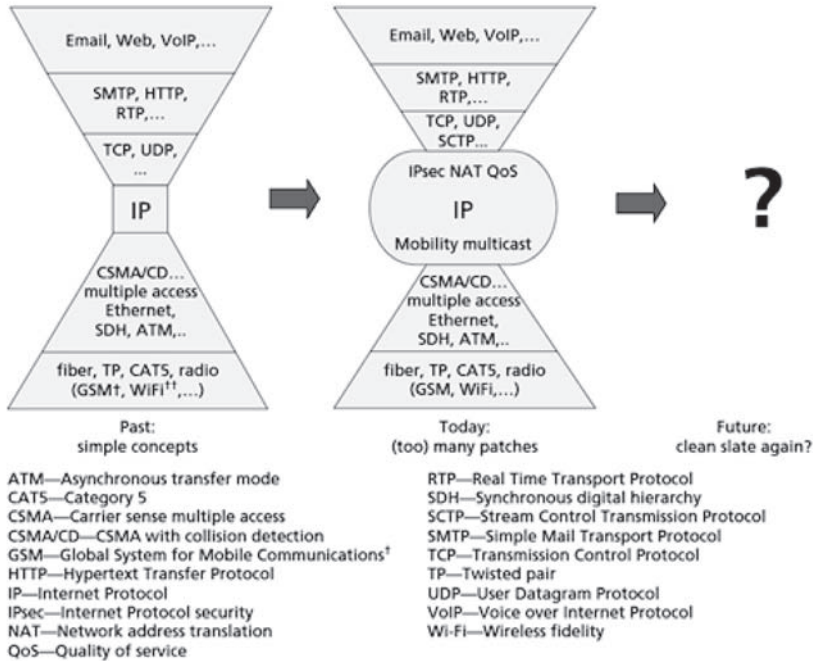 Email, Web, VoIP,...
SMTP, HTTP,
RTP,...
TCP, UDP,
...
IP
CSMA/CD...
multiple access
Ethernet,
SDH, ATM,..
fiber, TP, CAT5, radio
(GSM†, WiFi††,...)
Past:
simple concepts
Email, Web, VoIP,...
SMTP, HTTP,
RTP,...
TCP, UDP,
SCTP...
IPsec NAT QoS
IP
Mobility multicast
CSMA/CD...
multiple access
Ethernet,
SDH, ATM,..
fiber, TP, CAT5, radio
(GSM, WiFi,...)
Today:
(too) many patches
?
Future:
clean slate again?
ATM—Asynchronous transfer mode
CAT5—Category 5
CSMA—Carrier sense multiple access
CSMA/CD—CSMA with collision detection
GSM—Global System for Mobile Communications†
HTTP—Hypertext Transfer Protocol
IP—Internet Protocol
IPsec—Internet Protocol security
NAT—Network address translation
QoS—Quality of service
RTP—Real Time Transport Protocol
SDH—Synchronous digital hierarchy
SCTP—Stream Control Transmission Protocol
SMTP—Simple Mail Transport Protocol
TCP—Transmission Control Protocol
TP—Twisted pair
UDP—User Datagram Protocol
VoIP—Voice over Internet Protocol
Wi-Fi—Wireless fidelity